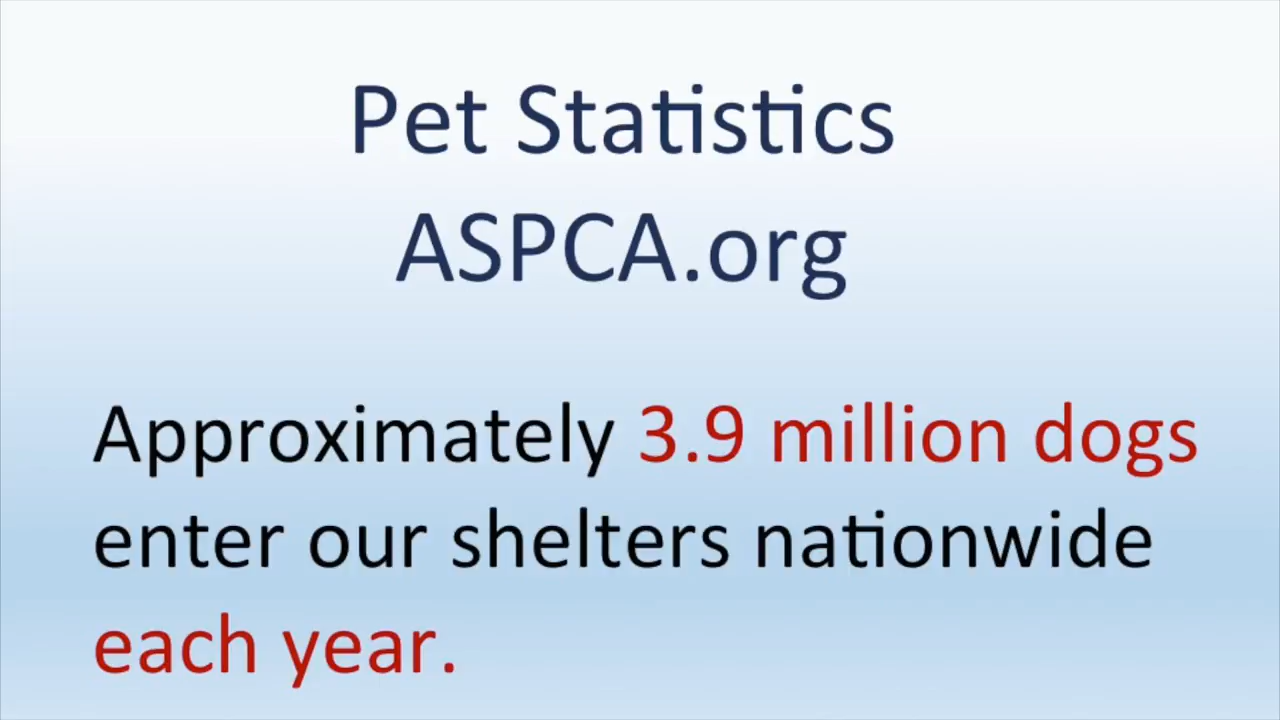 Pet Statistics
ASPCA.org
Approximately 3.9 million dogs
enter our shelters nationwide
each year.